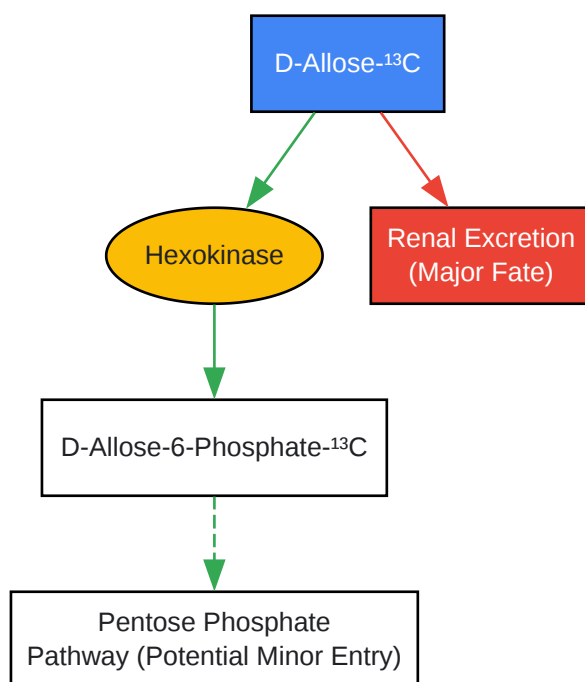 D-Allose-¹³C
Hexokinase
Renal Excretion
(Major Fate)
D-Allose-6-Phosphate-¹³C
Pentose Phosphate
Pathway (Potential Minor Entry)